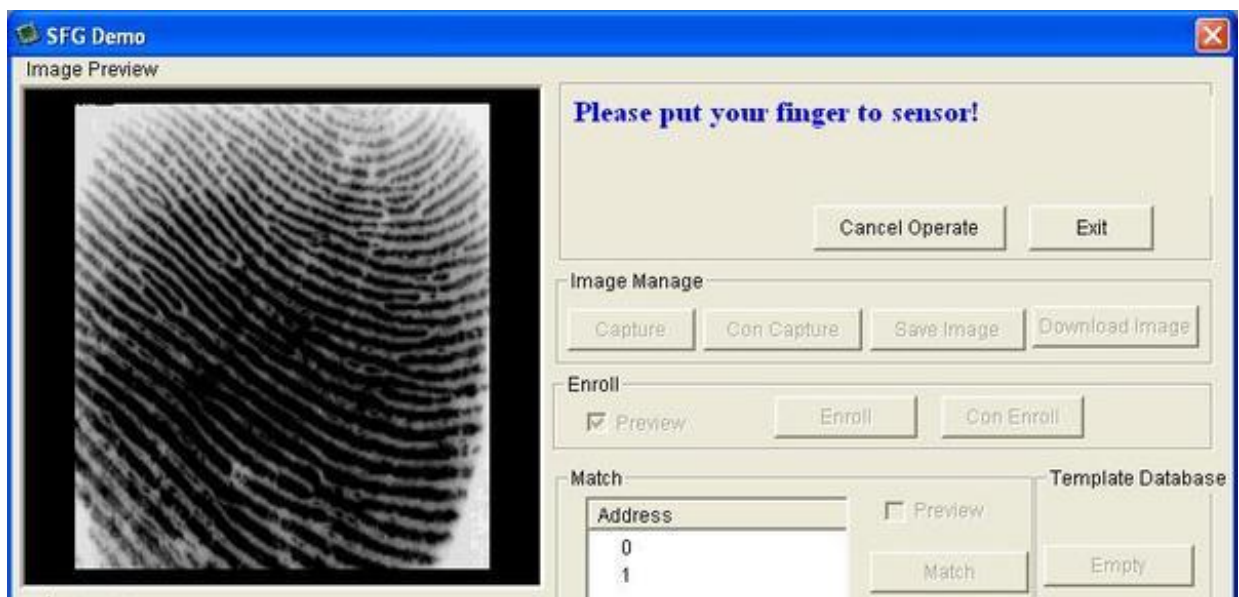 SFG Demo
Image Preview
Please put your finger to sensor!
Cancel Operate
Exit
Image Manage
Capture
Con Capture
Save Image
Download Image
Enroll
Preview
Enroll
Con Enroll
Match
Address
0
1
Preview
Match
Template Database
Empty